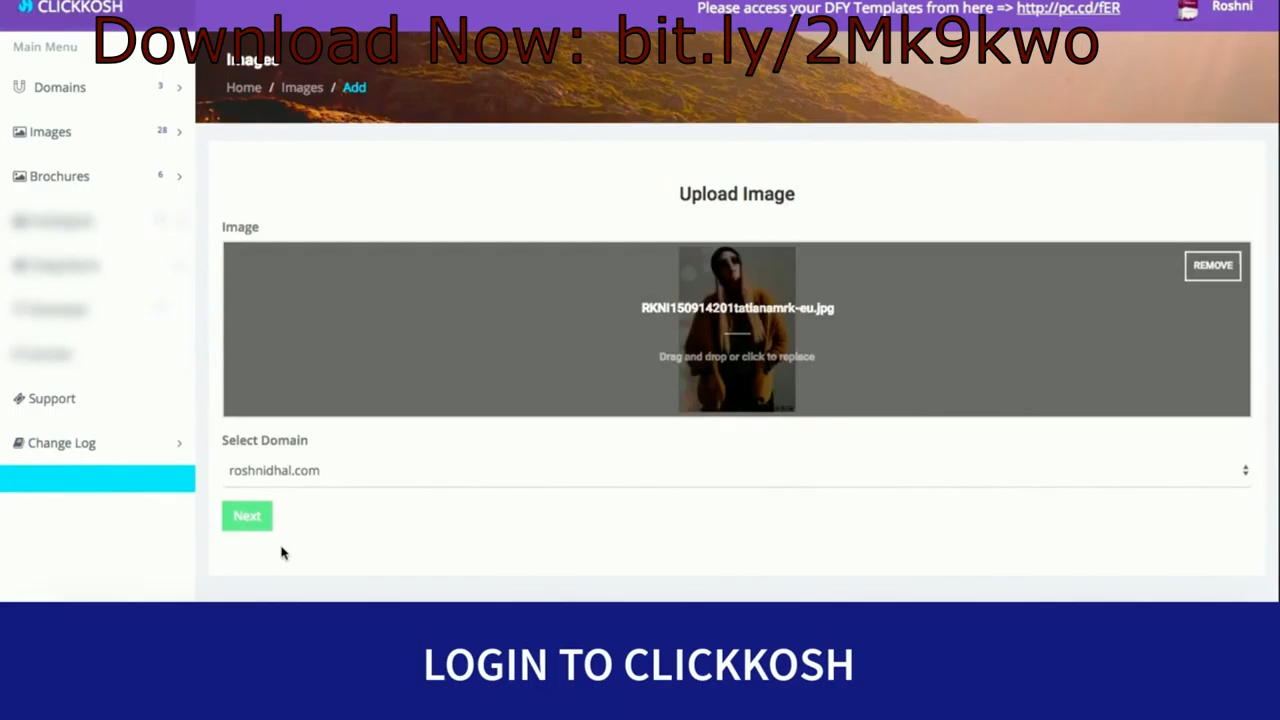 CLICKKOSH
Please access your DFY Templates from here => http://pc.cd/fER
Roshni
Download Now: bit.ly/2Mk9kwo
Main Menu
Images
Domains 3
Home / Images / Add
Images 28
Brochures 6
Upload Image
Image
REMOVE
RKNI150914201tatianamrk-eu.jpg
Drag and drop or click to replace
Support
Change Log
Select Domain
roshnidhal.com
Next
LOGIN TO CLICKKOSH